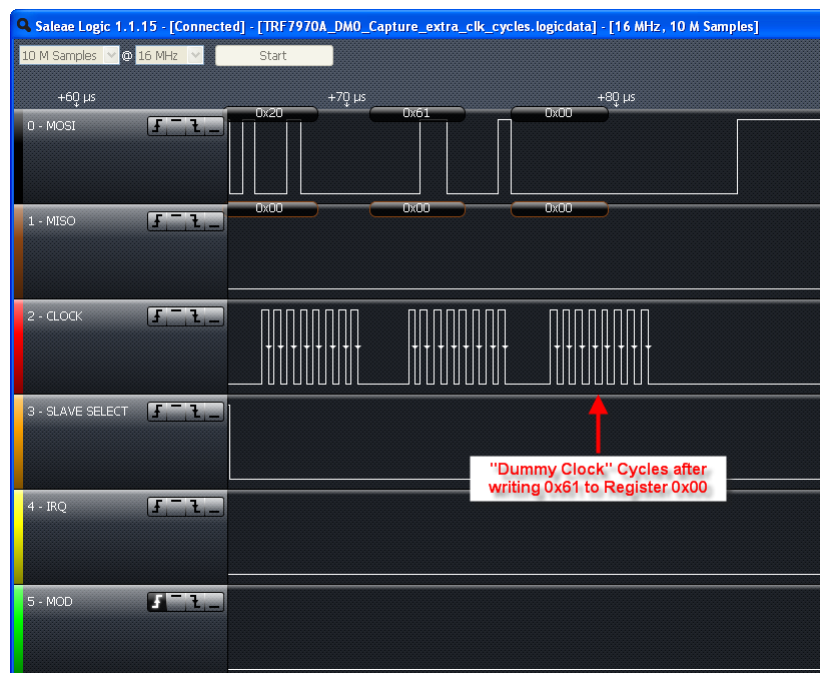 Saleae Logic 1.1.15 - [Connected] - [TRF7970A_DM0_Capture_extra_clk_cycles.logicdata] - [16 MHz, 10 M Samples]
10 M Samples @ 16 MHz Start
+60 µs +70 µs +80 µs
0 - MOSI 0x20 0x61 0x00
1 - MISO 0x00 0x00 0x00
2 - CLOCK
3 - SLAVE SELECT
"Dummy Clock" Cycles after
writing 0x61 to Register 0x00
4 - IRQ
5 - MOD